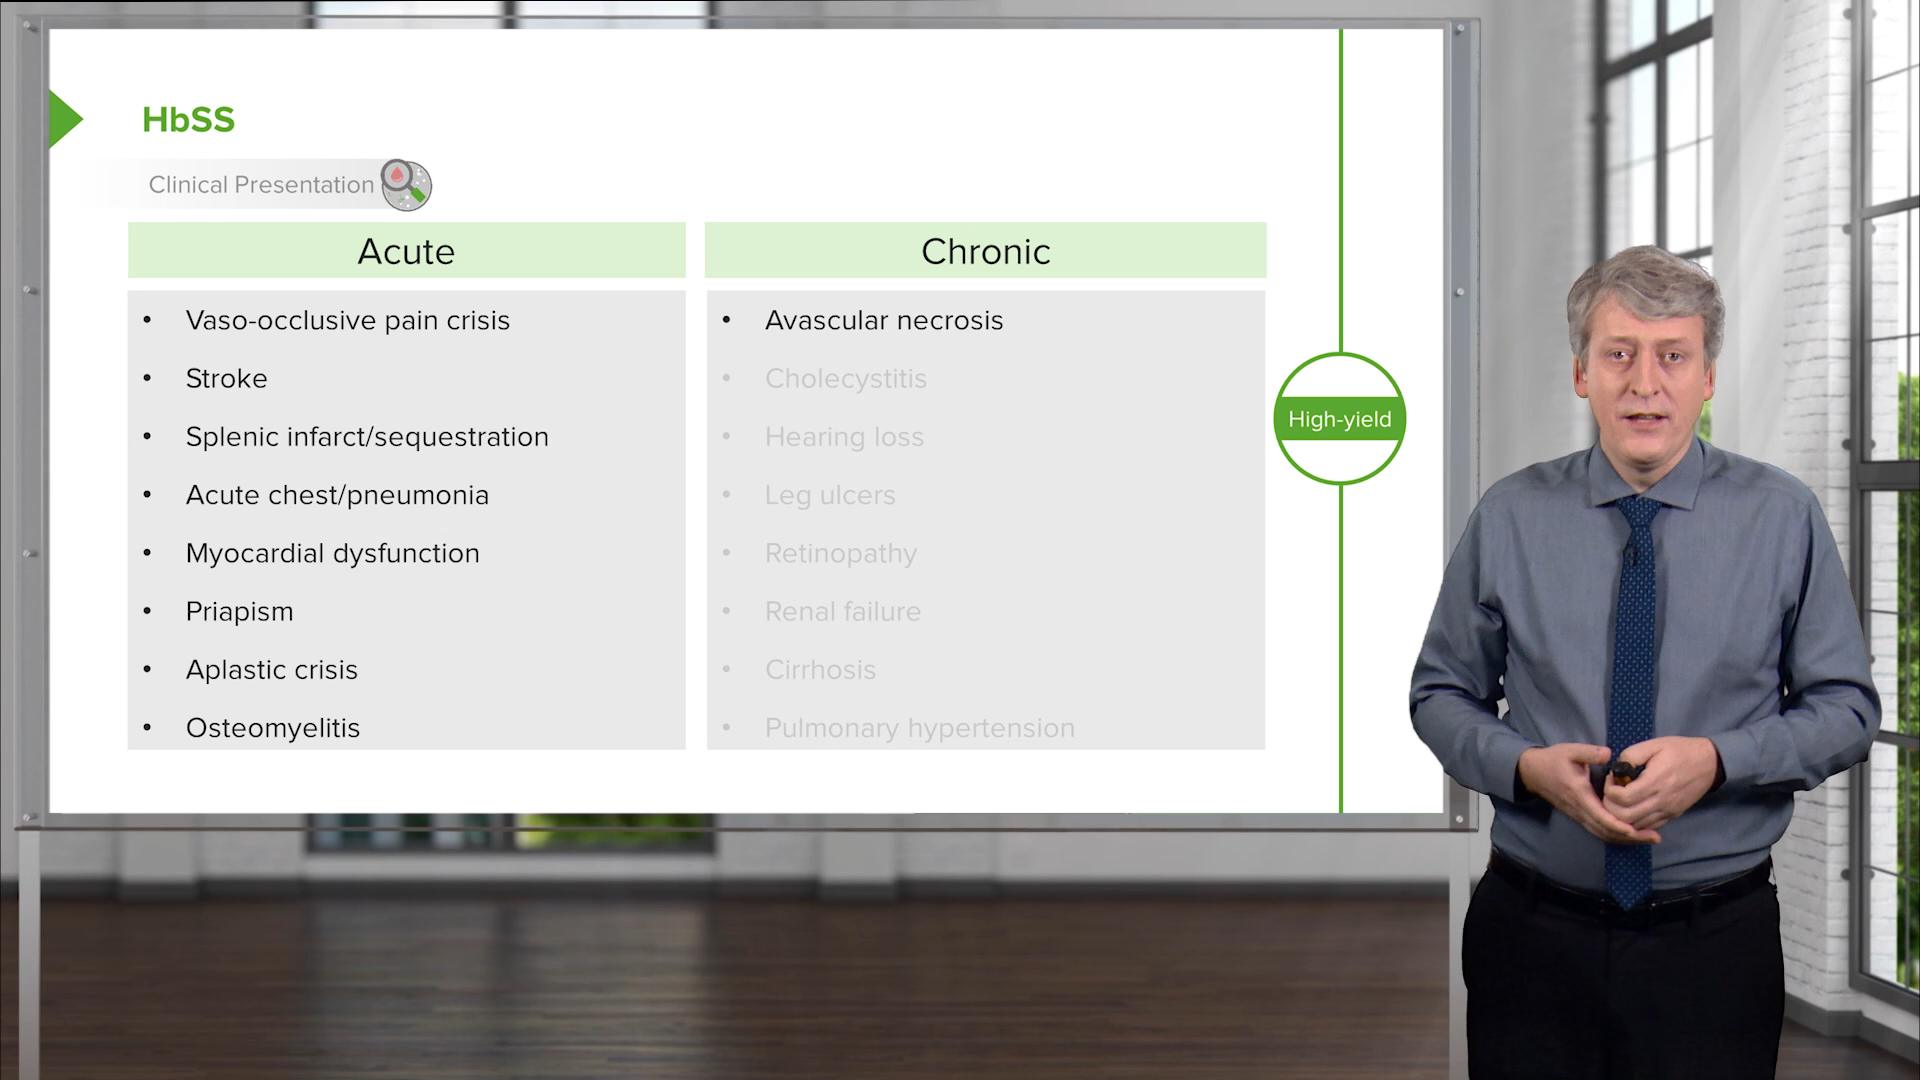 HbSS
Clinical Presentation
Acute
• Vaso-occlusive pain crisis
• Stroke
• Splenic infarct/sequestration
• Acute chest/pneumonia
• Myocardial dysfunction
• Priapism
• Aplastic crisis
• Osteomyelitis
Chronic
• Avascular necrosis
• Cholecystitis
• Hearing loss
• Leg ulcers
• Retinopathy
• Renal failure
• Cirrhosis
• Pulmonary hypertension
High-yield